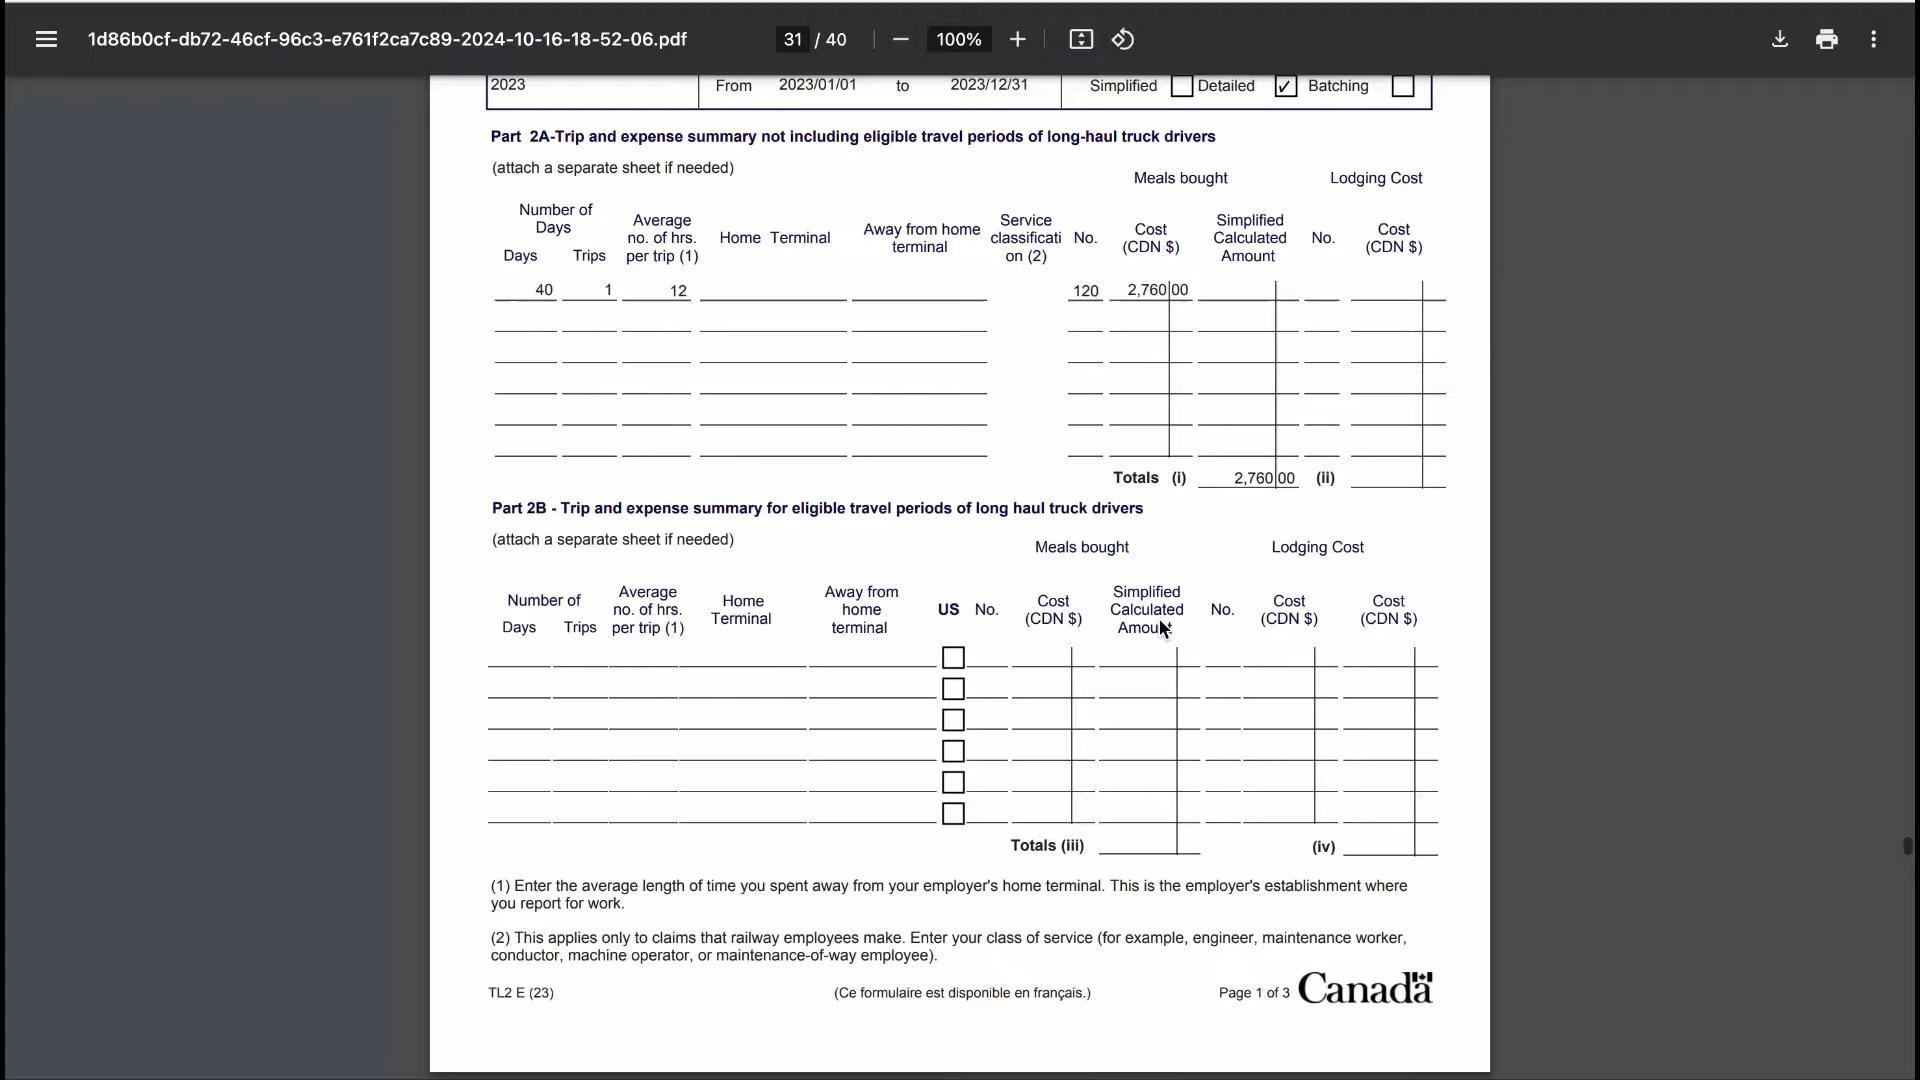 1d86b0cf-db72-46cf-96c3-e761f2ca7c89-2024-10-16-18-52-06.pdf 31 / 40 100%
2023 From 2023/01/01 to 2023/12/31 Simplified Detailed ✓ Batching
Part 2A-Trip and expense summary not including eligible travel periods of long-haul truck drivers
(attach a separate sheet if needed)
Meals bought Lodging Cost
Number of
Days
Days Trips
Average
no. of hrs.
per trip (1)
Home Terminal
Away from home
terminal
Service
classificati
on (2)
No.
Cost
(CDN $)
Simplified
Calculated
Amount
No.
Cost
(CDN $)
40 1 12 120 2,760 00
Totals (i) 2,760 00 (ii)
Part 2B - Trip and expense summary for eligible travel periods of long haul truck drivers
(attach a separate sheet if needed)
Meals bought Lodging Cost
Number of
Days Trips
Average
no. of hrs.
per trip (1)
Home
Terminal
Away from
home
terminal
US
No.
Cost
(CDN $)
Simplified
Calculated
Amount
No.
Cost
(CDN $)
Cost
(CDN $)
Totals (iii) (iv)
(1) Enter the average length of time you spent away from your employer's home terminal. This is the employer's establishment where
you report for work.
(2) This applies only to claims that railway employees make. Enter your class of service (for example, engineer, maintenance worker,
conductor, machine operator, or maintenance-of-way employee).
TL2 E (23) (Ce formulaire est disponible en français.) Page 1 of 3 Canada